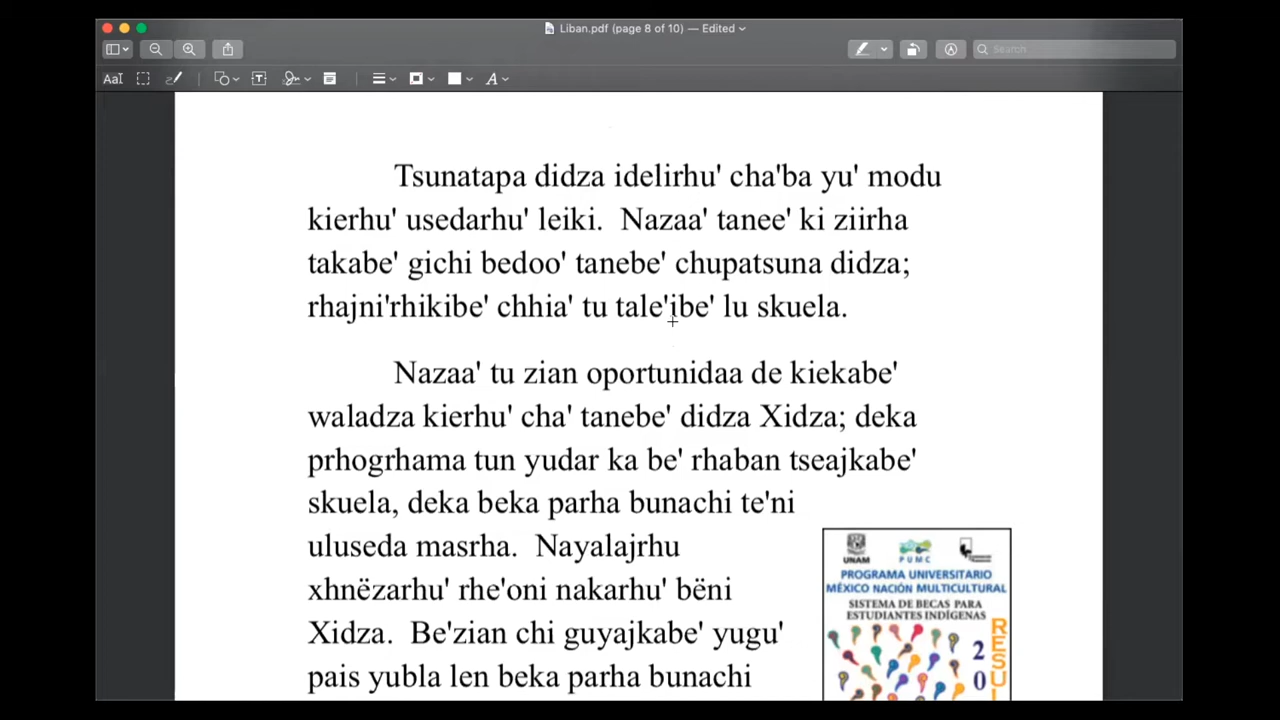 Liban.pdf (page 8 of 10) — Edited
Search
Tsunatapa didza idelirhu' cha'ba yu' modu
kierhu' usedarhu' leiki. Nazaa' tanee' ki ziirha
takabe' gichi bedoo' tanebe' chupatsuna didza;
rhajni'rhikibe' chhia' tu tale'ibe' lu skuela.
Nazaa' tu zian oportunidaa de kiekabe'
waladza kierhu' cha' tanebe' didza Xidza; deka
prhogrhama tun yudar ka be' rhaban tseajkabe'
skuela, deka beka parha bunachi te'ni
uluseda masrha. Nayalajrhu
xhnëzarhu' rhe'oni nakarhu' bëni
Xidza. Be'zian chi guyajkabe' yugu'
pais yubla len beka parha bunachi
UNAM
PUMC
PROGRAMA UNIVERSITARIO
MÉXICO NACIÓN MULTICULTURAL
SISTEMA DE BECAS PARA
ESTUDIANTES INDÍGENAS